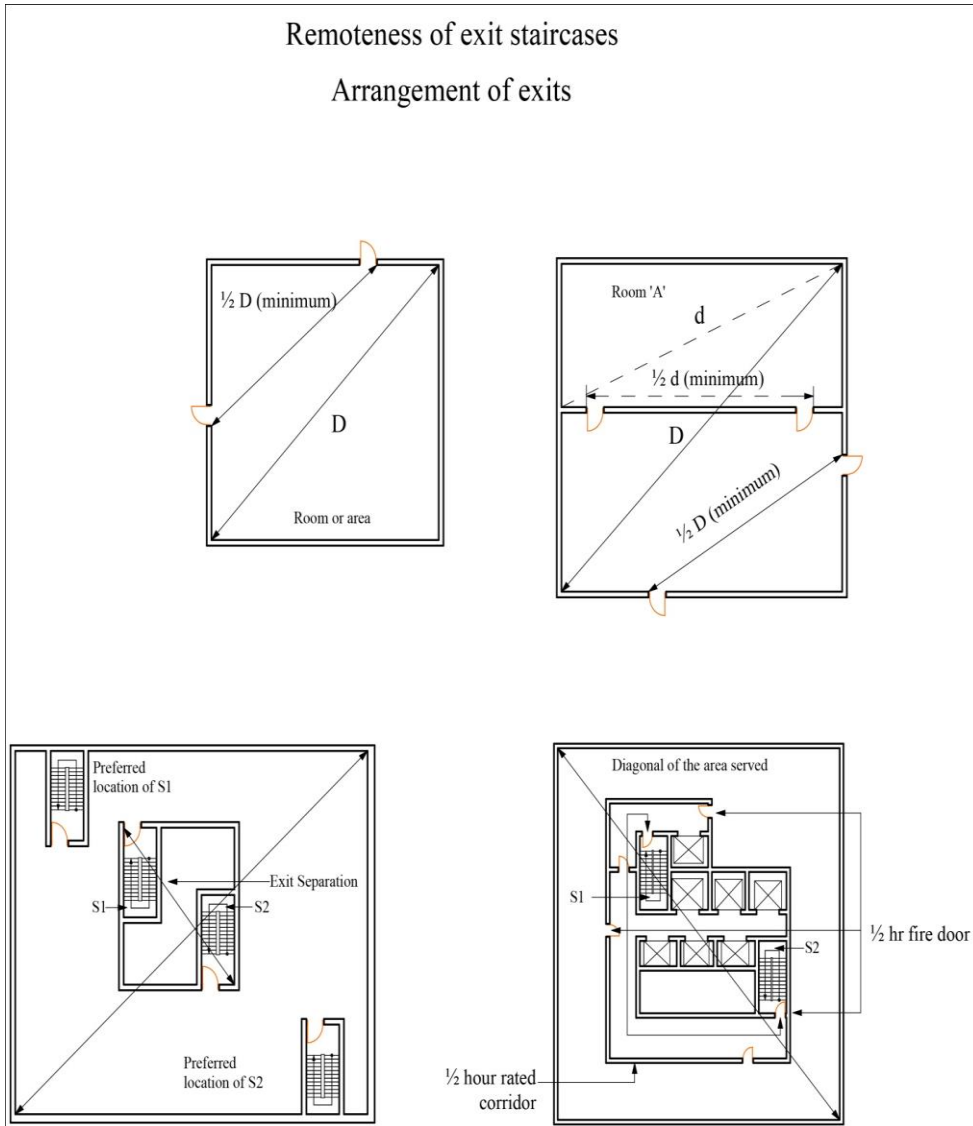 Remoteness of exit staircases
Arrangement of exits
½ D (minimum)
D
Room or area
Room 'A'
d
½ d (minimum)
D
½ D (minimum)
Preferred
location of S1
Exit Separation
S1
S2
Preferred
location of S2
Diagonal of the area served
S1
½ hr fire door
S2
½ hour rated
corridor